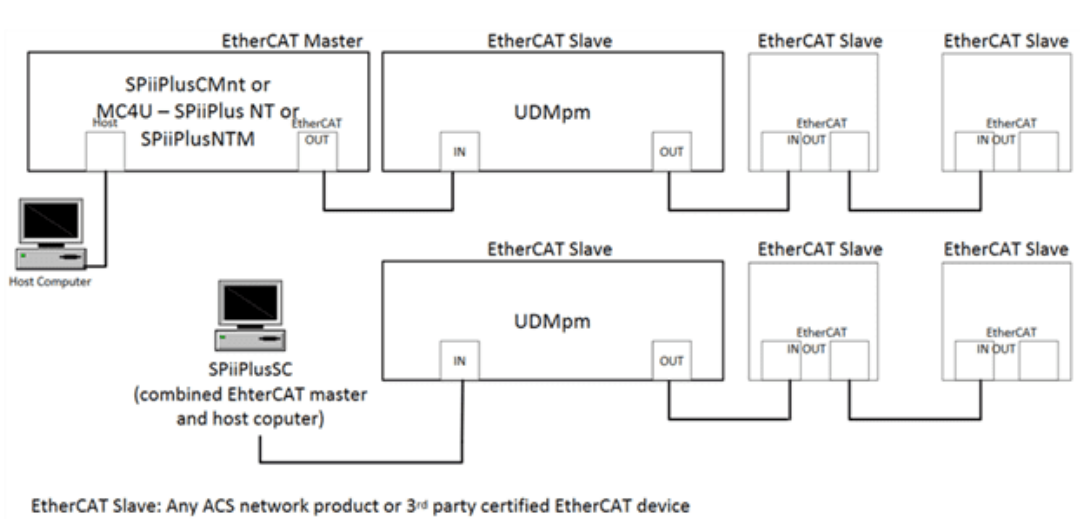 EtherCAT Master
EtherCAT Slave
EtherCAT Slave
EtherCAT Slave
SPiiPlusCMnt or
MC4U – SPiiPlus NT or
SPiiPlusNTM
Host
EtherCAT
OUT
UDMpm
IN
OUT
EtherCAT
IN OUT
EtherCAT
IN OUT
Host Computer
EtherCAT Slave
EtherCAT Slave
EtherCAT Slave
UDMpm
IN
OUT
EtherCAT
IN OUT
EtherCAT
IN OUT
SPiiPlusSC
(combined EhterCAT master
and host coputer)
EtherCAT Slave: Any ACS network product or 3rd party certified EtherCAT device